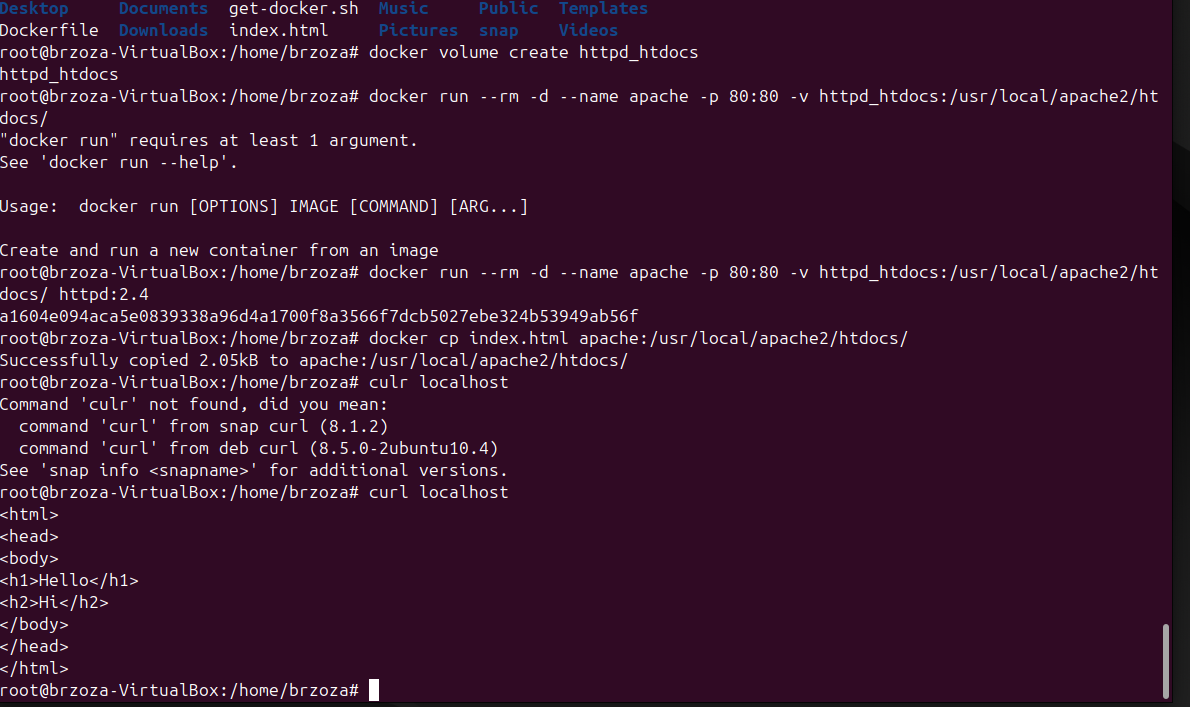 Desktop     Documents  get-docker.sh  Music     Public  Templates
Dockerfile  Downloads  index.html     Pictures  snap    Videos
root@brzoza-VirtualBox:/home/brzoza# docker volume create httpd_htdocs
httpd_htdocs
root@brzoza-VirtualBox:/home/brzoza# docker run --rm -d --name apache -p 80:80 -v httpd_htdocs:/usr/local/apache2/ht
docs/
"docker run" requires at least 1 argument.
See 'docker run --help'.

Usage:  docker run [OPTIONS] IMAGE [COMMAND] [ARG...]

Create and run a new container from an image
root@brzoza-VirtualBox:/home/brzoza# docker run --rm -d --name apache -p 80:80 -v httpd_htdocs:/usr/local/apache2/ht
docs/ httpd:2.4
a1604e094aca5e0839338a96d4a1700f8a3566f7dcb5027ebe324b53949ab56f
root@brzoza-VirtualBox:/home/brzoza# docker cp index.html apache:/usr/local/apache2/htdocs/
Successfully copied 2.05kB to apache:/usr/local/apache2/htdocs/
root@brzoza-VirtualBox:/home/brzoza# culr localhost
Command 'culr' not found, did you mean:
  command 'curl' from snap curl (8.1.2)
  command 'curl' from deb curl (8.5.0-2ubuntu10.4)
See 'snap info <snapname>' for additional versions.
root@brzoza-VirtualBox:/home/brzoza# curl localhost
<html>
<head>
<body>
<h1>Hello</h1>
<h2>Hi</h2>
</body>
</head>
</html>
root@brzoza-VirtualBox:/home/brzoza#